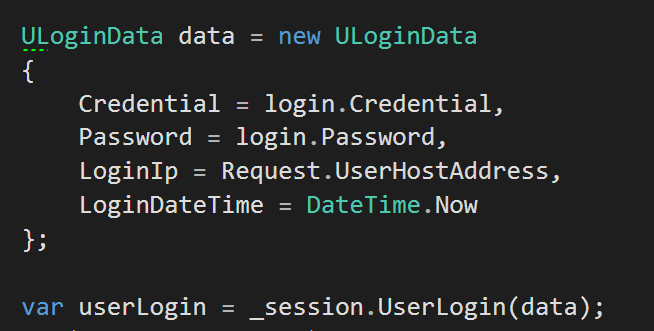 ULoginData data = new ULoginData
{
    Credential = login.Credential,
    Password = login.Password,
    LoginIp = Request.UserHostAddress,
    LoginDateTime = DateTime.Now
};

var userLogin = _session.UserLogin(data);